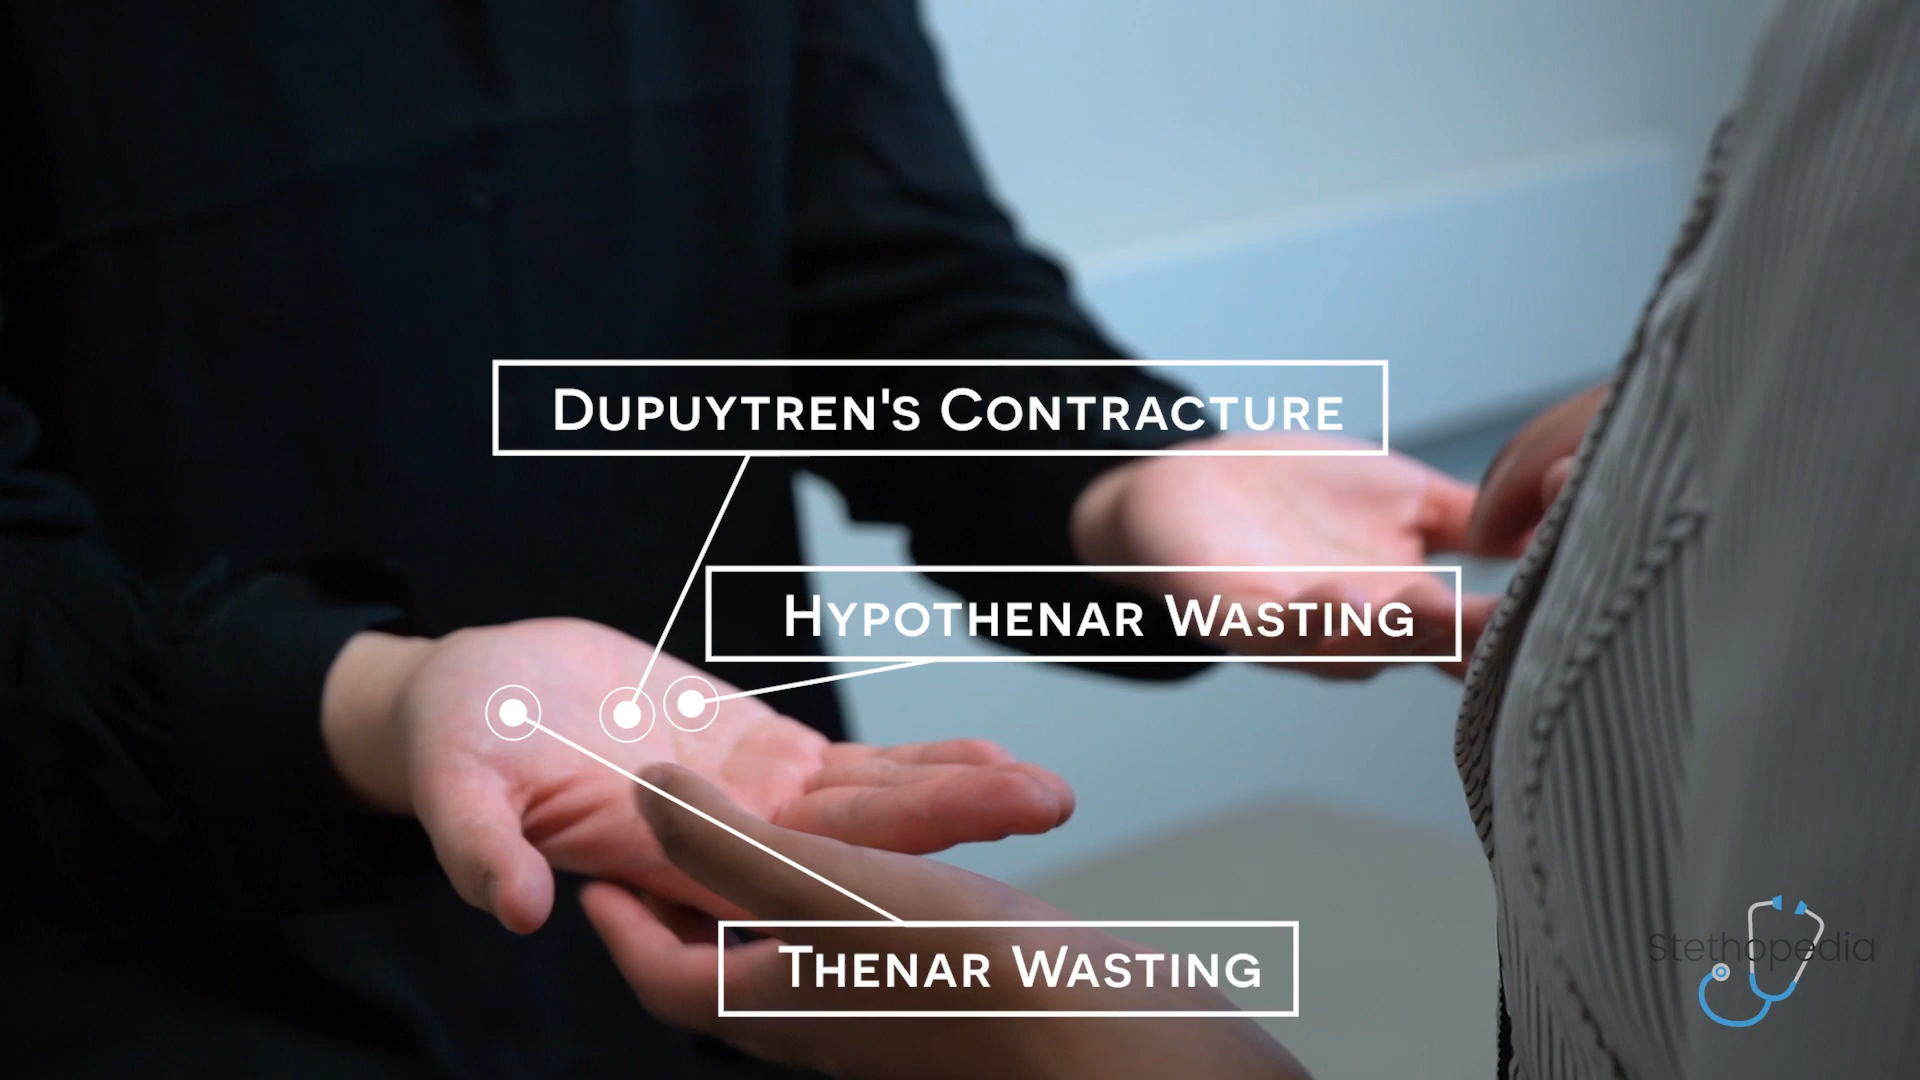 Dupuytren's Contracture
Hypothenar Wasting
Thenar Wasting
Stethopedia